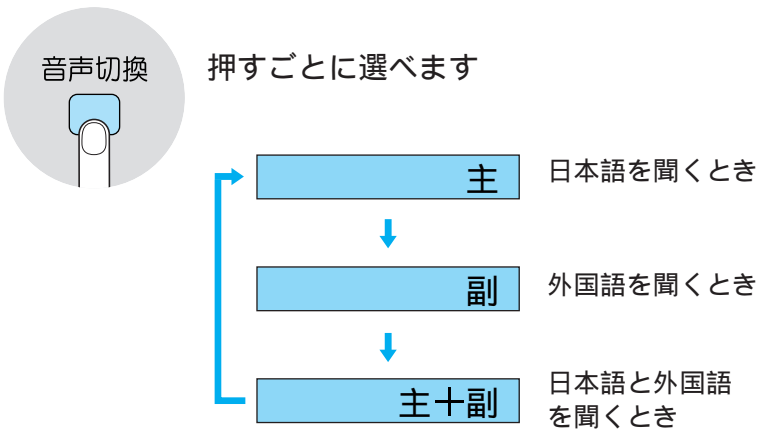 音声切換
押すごとに選べます
主
日本語を聞くとき
副
外国語を聞くとき
主＋副
日本語と外国語
を聞くとき